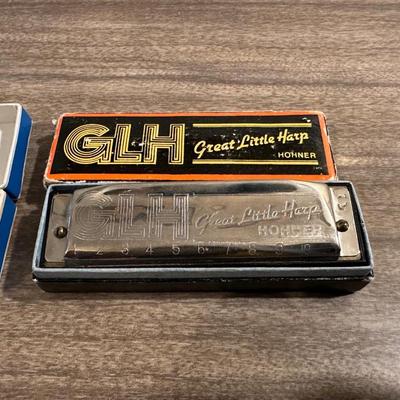 GLH
Great Little Harp
HOHNER
GLH Great Little Harp
HOHNER
C
1 2 3 4 5 6 7 8 9 10